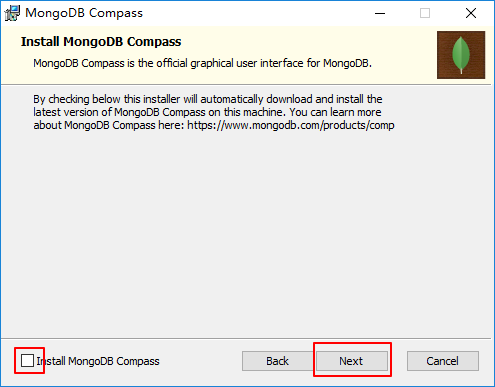 MongoDB Compass
Install MongoDB Compass
MongoDB Compass is the official graphical user interface for MongoDB.
By checking below this installer will automatically download and install the
latest version of MongoDB Compass on this machine. You can learn more
about MongoDB Compass here: https://www.mongodb.com/products/comp
Install MongoDB Compass
Back
Next
Cancel